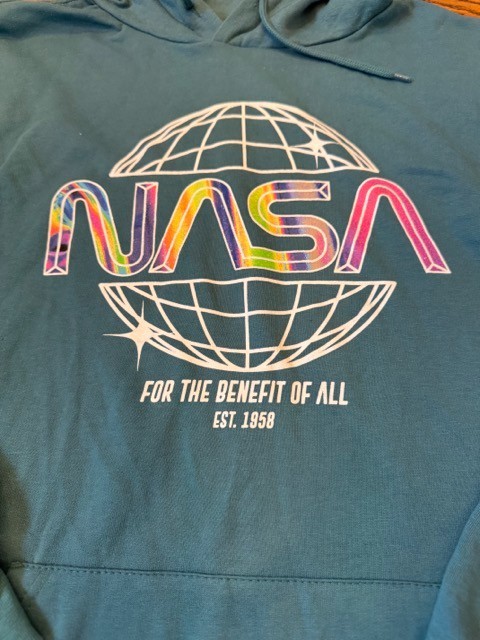 NASA
FOR THE BENEFIT OF ALL
EST. 1958